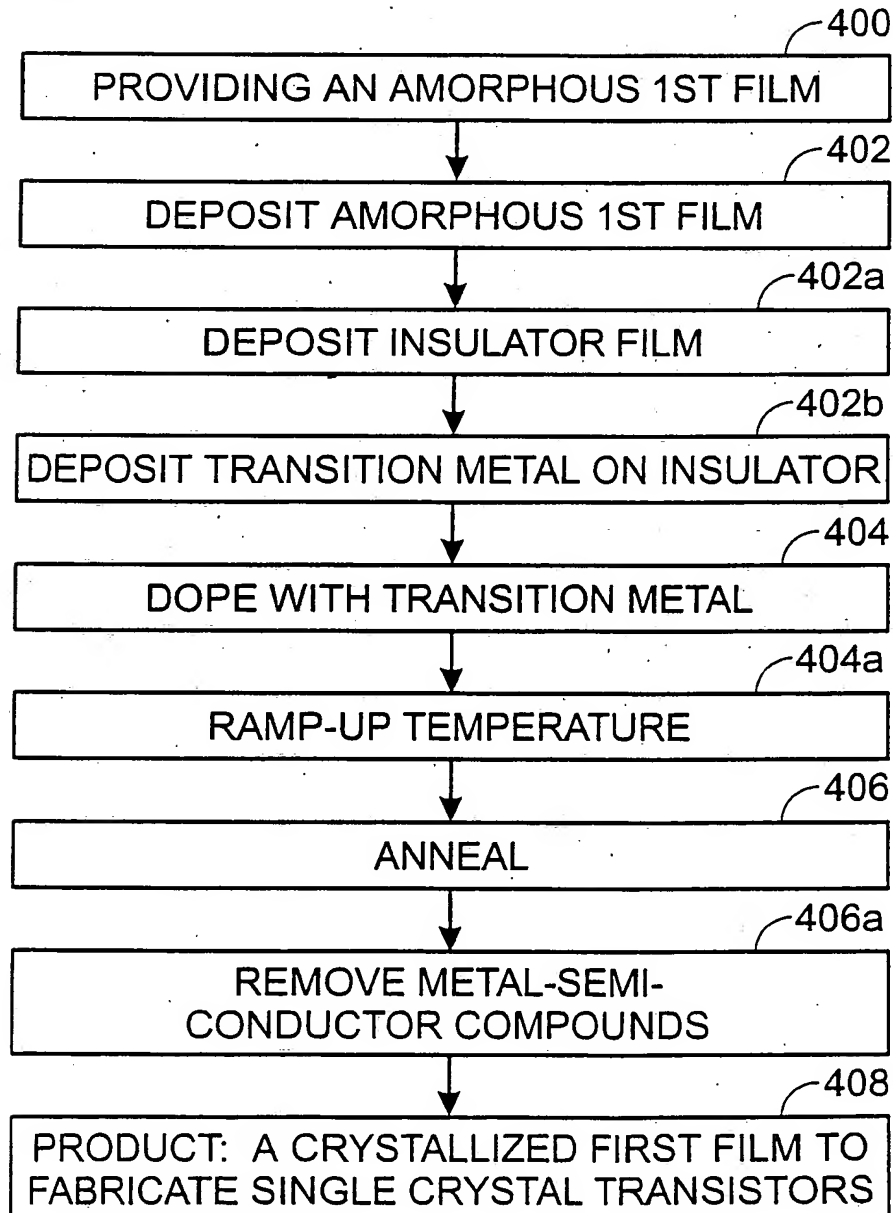 400
PROVIDING AN AMORPHOUS 1ST FILM
402
DEPOSIT AMORPHOUS 1ST FILM
402a
DEPOSIT INSULATOR FILM
402b
DEPOSIT TRANSITION METAL ON INSULATOR
404
DOPE WITH TRANSITION METAL
404a
RAMP-UP TEMPERATURE
406
ANNEAL
406a
REMOVE METAL-SEMI-
CONDUCTOR COMPOUNDS
408
PRODUCT: A CRYSTALLIZED FIRST FILM TO
FABRICATE SINGLE CRYSTAL TRANSISTORS